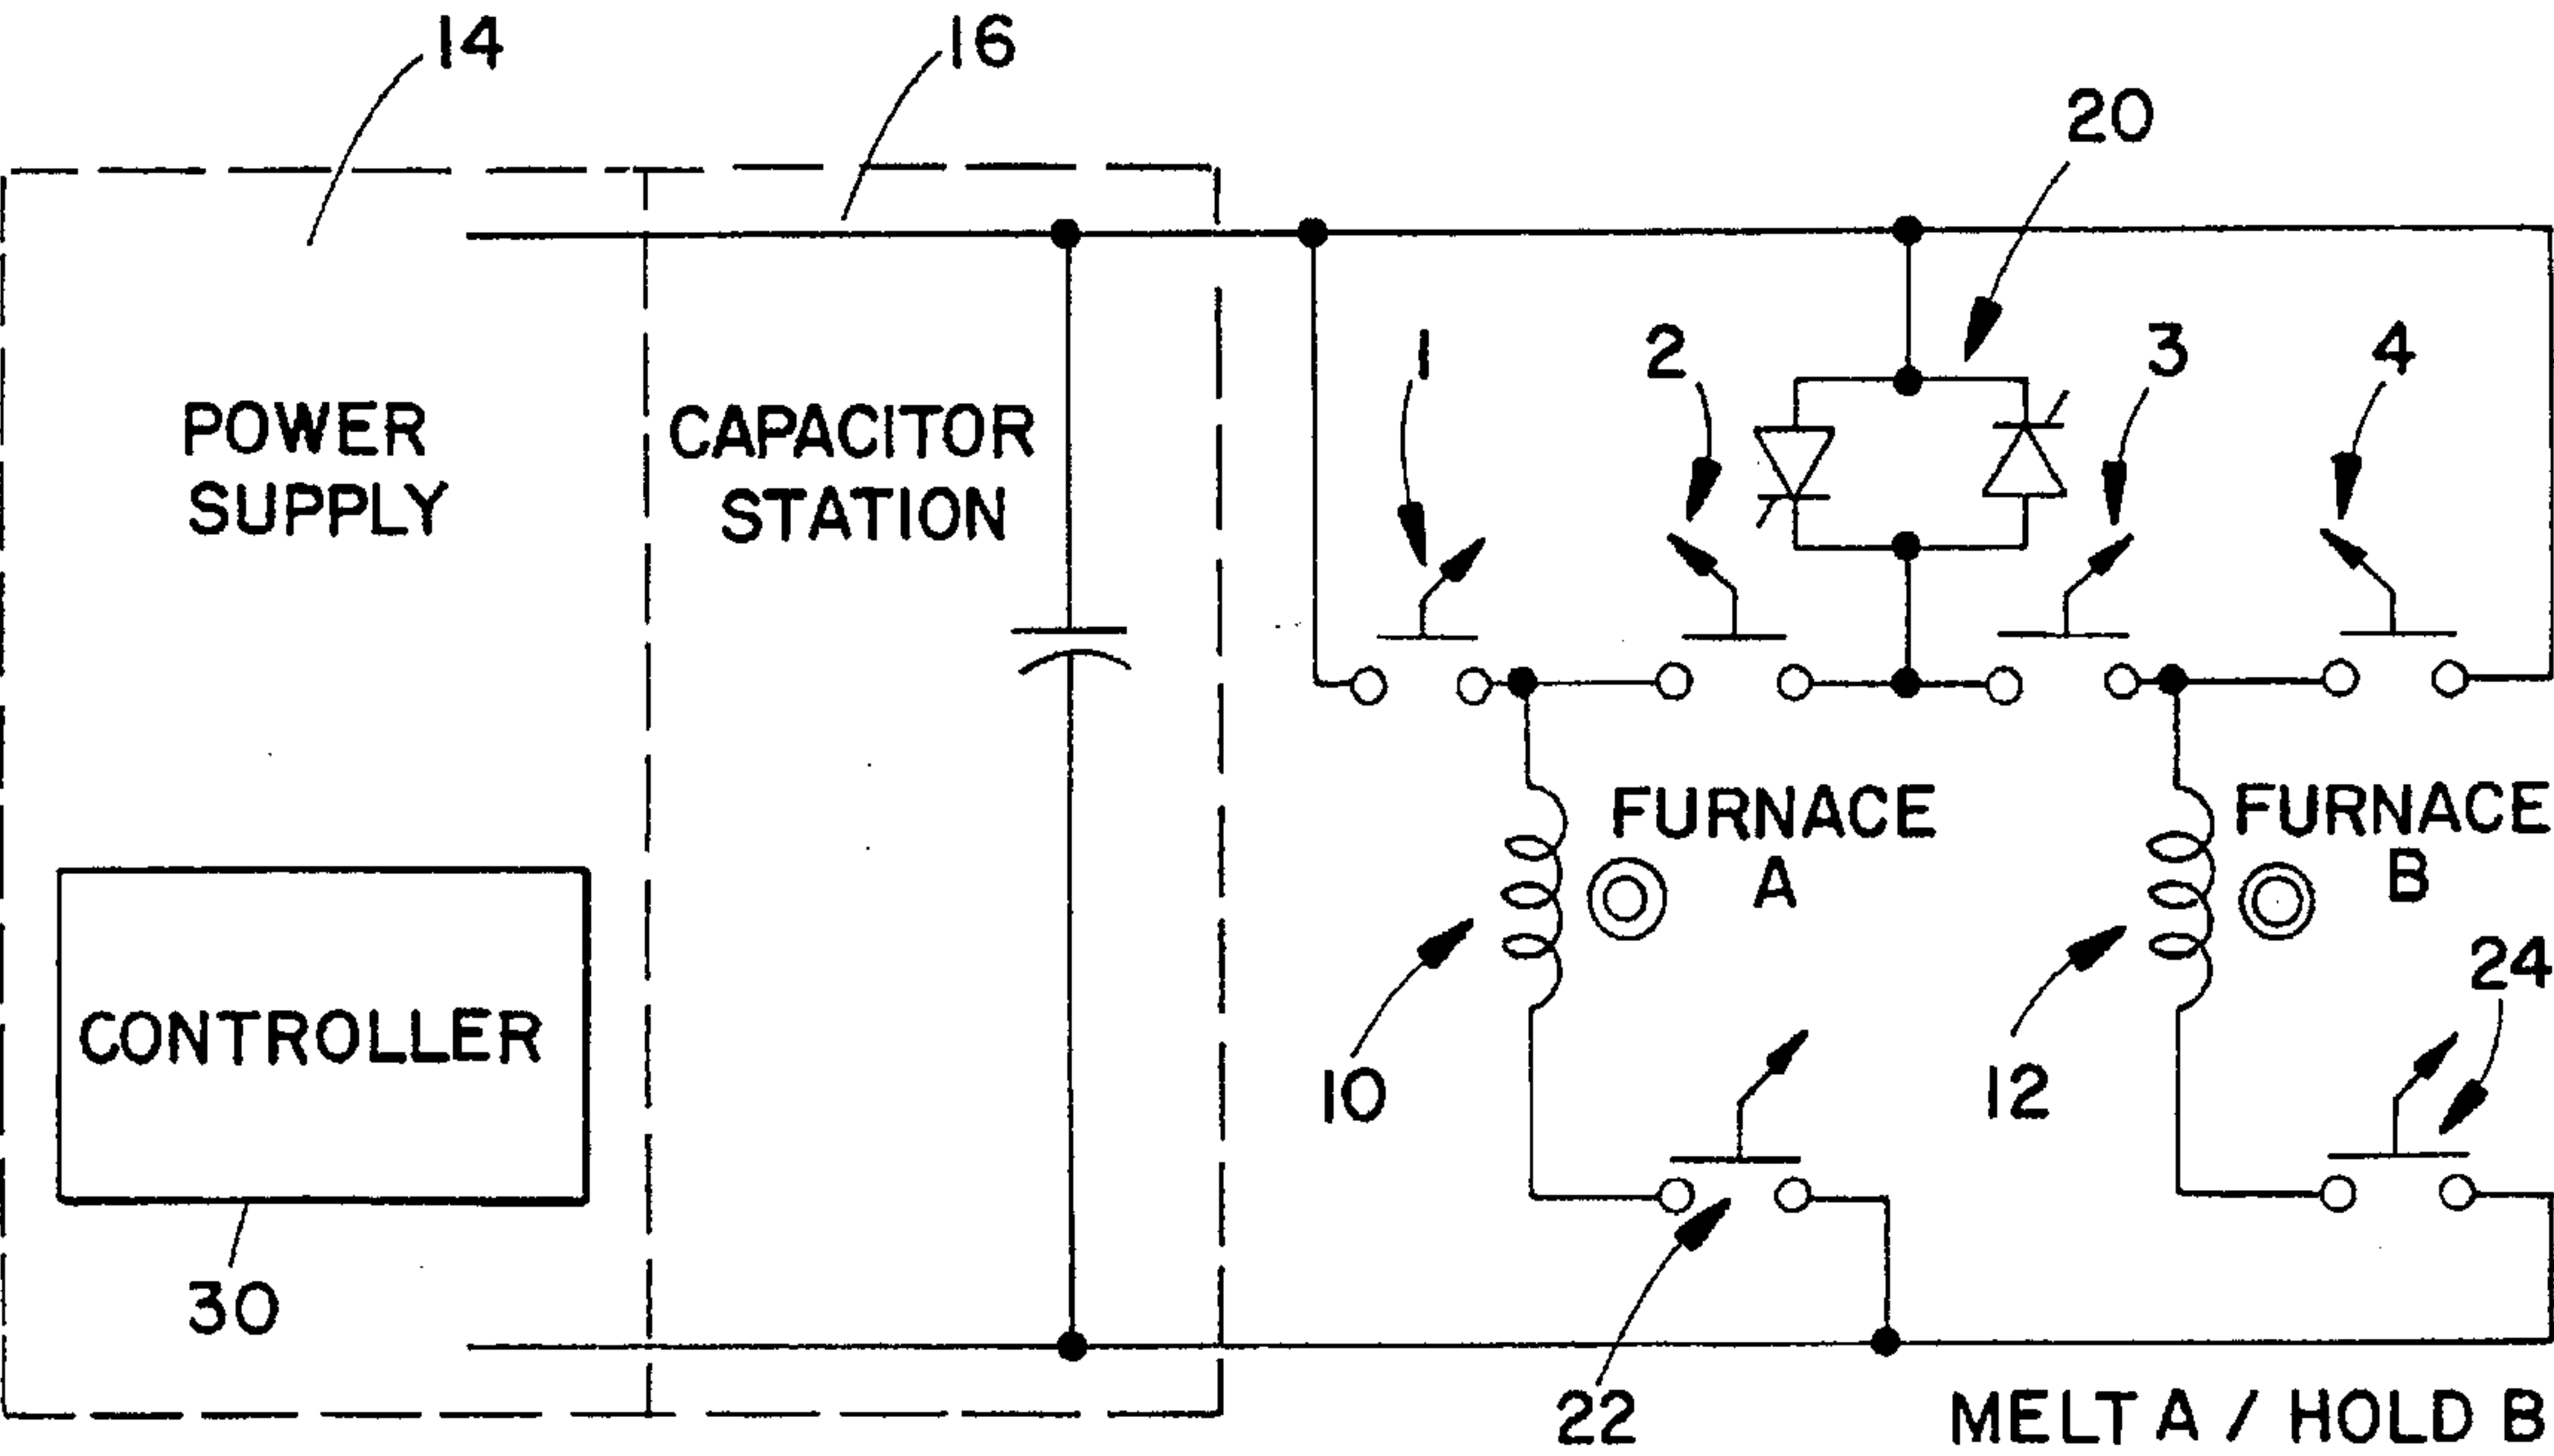 14
16
20
1
2
3
4
POWER
SUPPLY
CAPACITOR
STATION
FURNACE
A
FURNACE
B
24
CONTROLLER
10
12
30
22
MELT A / HOLD B